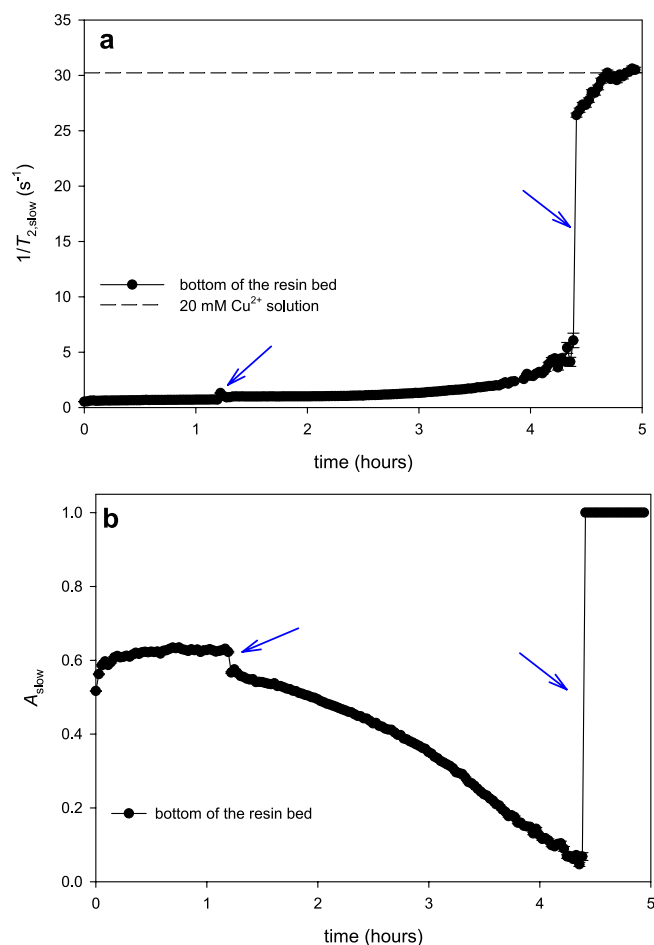 a
35
30
25
20
15
10
5
0
1/T2,slow (s-1)
bottom of the resin bed
20 mM Cu2+ solution
0 1 2 3 4 5
time (hours)
b
1.0
0.8
0.6
0.4
0.2
0.0
Aslow
bottom of the resin bed
0 1 2 3 4 5
time (hours)